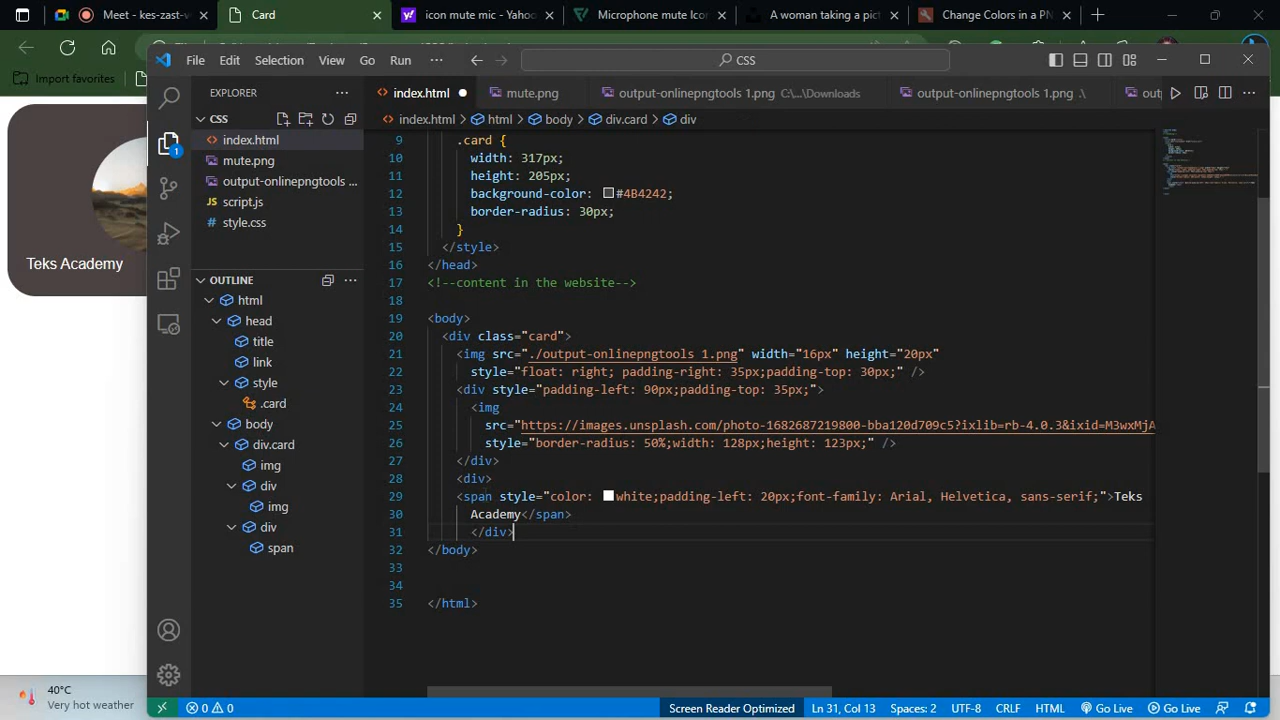 Meet - kes-zast-v
Card
icon mute mic - Yahoo
Microphone mute Icon
A woman taking a pict
Change Colors in a PN
Import favorites
Teks Academy
40°C
Very hot weather
File Edit Selection View Go Run ···
CSS
EXPLORER
CSS
index.html
mute.png
output-onlinepngtools ...
script.js
style.css
OUTLINE
html
head
title
link
style
.card
body
div.card
img
div
img
div
span
index.html
mute.png
output-onlinepngtools 1.png C:\...\Downloads
output-onlinepngtools 1.png .\
out
index.html > html > body > div.card > div
9 .card {
10 width: 317px;
11 height: 205px;
12 background-color: #4B4242;
13 border-radius: 30px;
14 }
15 </style>
16 </head>
17 <!--content in the website-->
18
19 <body>
20 <div class="card">
21 <img src="./output-onlinepngtools 1.png" width="16px" height="20px"
22 style="float: right; padding-right: 35px;padding-top: 30px;" />
23 <div style="padding-left: 90px;padding-top: 35px;">
24 <img
25 src="https://images.unsplash.com/photo-1682687219800-bba120d709c5?ixlib=rb-4.0.3&ixid=M3wxMjA
26 style="border-radius: 50%;width: 128px;height: 123px;" />
27 </div>
28 <div>
29 <span style="color: white;padding-left: 20px;font-family: Arial, Helvetica, sans-serif;">Teks
30 Academy</span>
31 </div>
32 </body>
33
34
35 </html>
1
0 0
Screen Reader Optimized
Ln 31, Col 13
Spaces: 2
UTF-8
CRLF
HTML
Go Live
Go Live